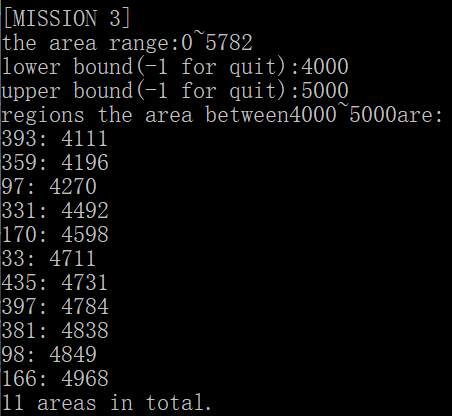 [MISSION 3]
the area range:0~5782
lower bound(-1 for quit):4000
upper bound(-1 for quit):5000
regions the area between4000~5000are:
393: 4111
359: 4196
97: 4270
331: 4492
170: 4598
33: 4711
435: 4731
397: 4784
381: 4838
98: 4849
166: 4968
11 areas in total.